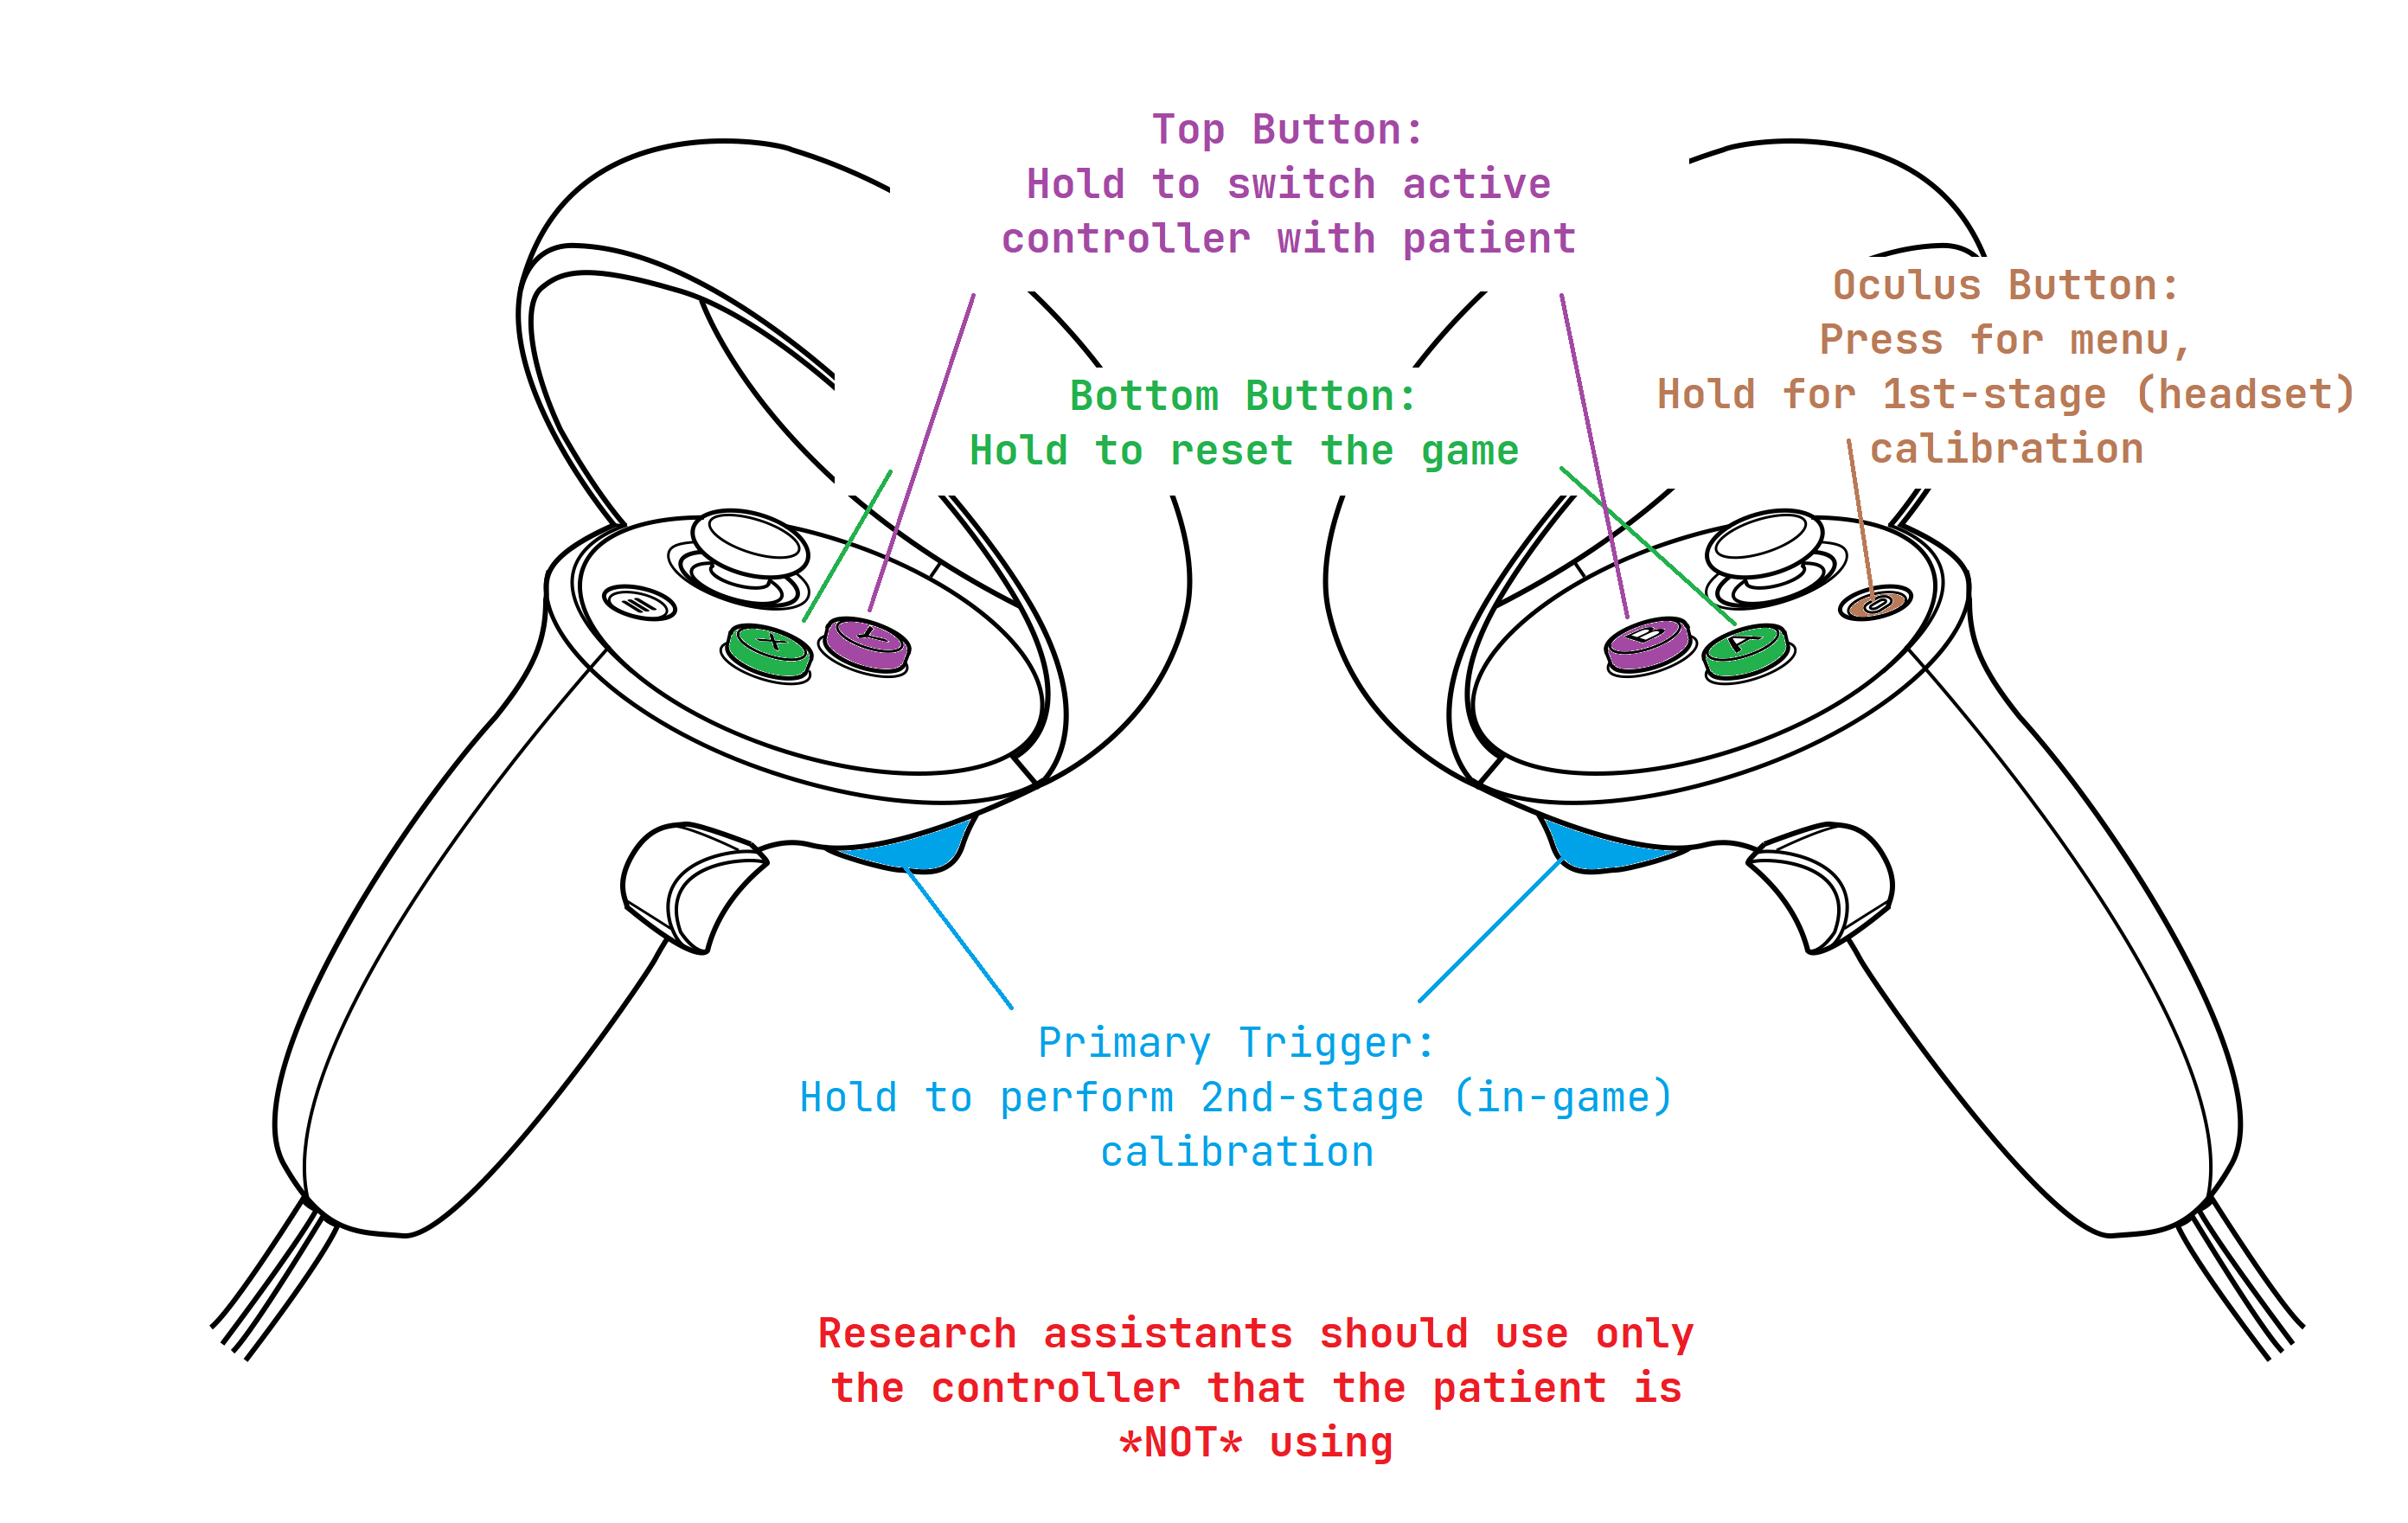 Top Button:
Hold to switch active
controller with patient
Oculus Button:
Press for menu,
Hold for 1st-stage (headset)
calibration
Bottom Button:
Hold to reset the game
X
Y
B
A
Primary Trigger:
Hold to perform 2nd-stage (in-game)
calibration
Research assistants should use only
the controller that the patient is
*NOT* using